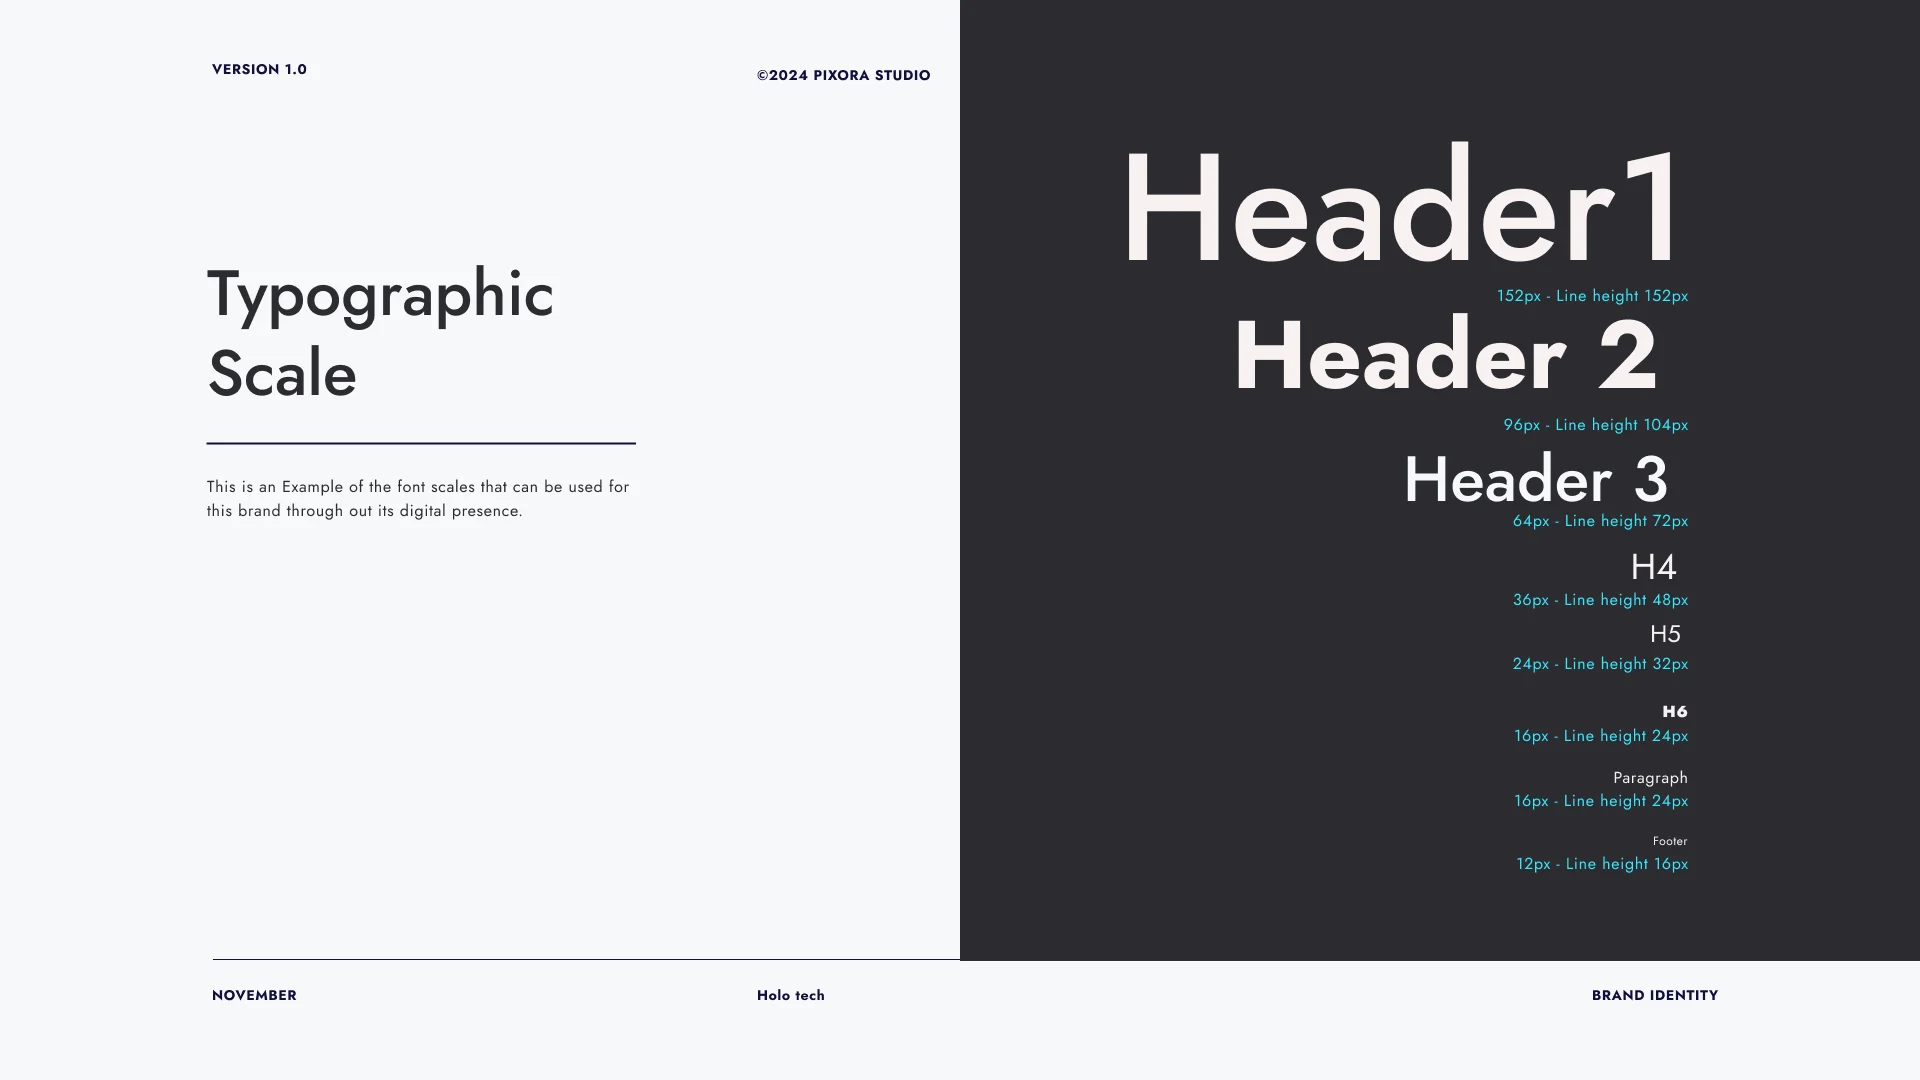 VERSION 1.0
©2024 PIXORA STUDIO
Typographic
Scale
This is an Example of the font scales that can be used for
this brand through out its digital presence.
Header1
152px - Line height 152px
Header 2
96px - Line height 104px
Header 3
64px - Line height 72px
H4
36px - Line height 48px
H5
24px - Line height 32px
H6
16px - Line height 24px
Paragraph
16px - Line height 24px
Footer
12px - Line height 16px
NOVEMBER
Holo tech
BRAND IDENTITY